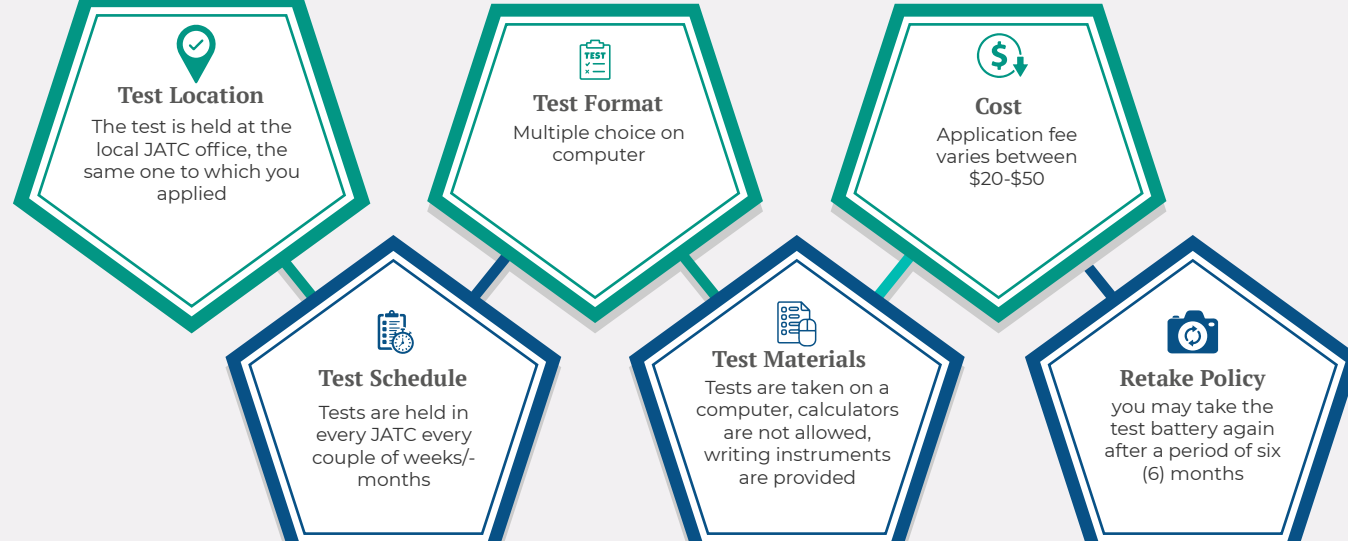 Test Location
The test is held at the
local JATC office, the
same one to which you
applied
Test Schedule
Tests are held in
every JATC every
couple of weeks/-
months
TEST
Test Format
Multiple choice on
computer
Test Materials
Tests are taken on a
computer, calculators
are not allowed,
writing instruments
are provided
$
Cost
Application fee
varies between
$20-$50
Retake Policy
you may take the
test battery again
after a period of six
(6) months